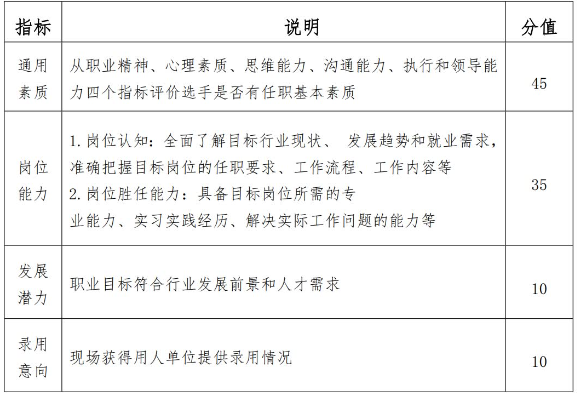 指标 说明 分值
通用素质 从职业精神、心理素质、思维能力、沟通能力、执行和领导能
力四个指标评价选手是否有任职基本素质 45
岗位能力 1.岗位认知：全面了解目标行业现状、 发展趋势和就业需求，
准确把握目标岗位的任职要求、工作流程、工作内容等
2.岗位胜任能力：具备目标岗位所需的专
业能力、实习实践经历、解决实际工作问题的能力等 35
发展潜力 职业目标符合行业发展前景和人才需求 10
录用意向 现场获得用人单位提供录用情况 10